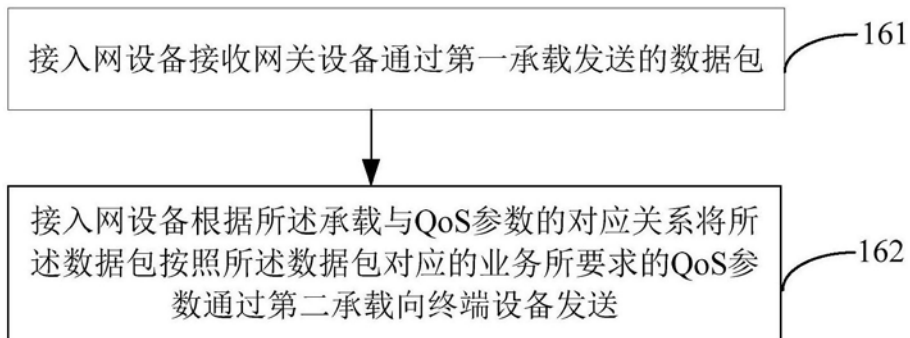 接入网设备接收网关设备通过第一承载发送的数据包
161
接入网设备根据所述承载与QoS参数的对应关系将所
述数据包按照所述数据包对应的业务所要求的QoS参
数通过第二承载向终端设备发送
162